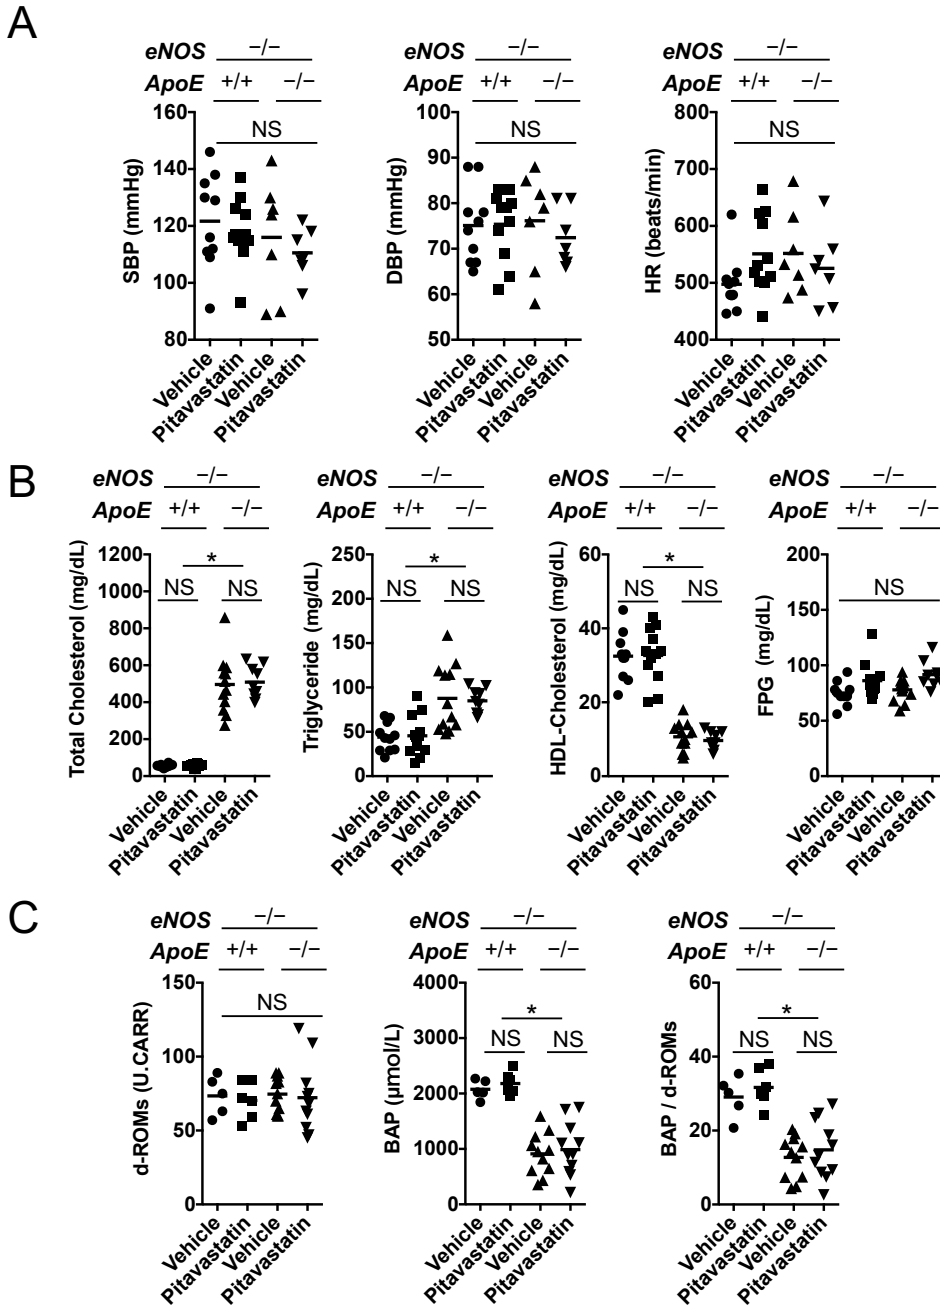 A
eNOS −/− eNOS −/− eNOS −/−
ApoE +/+ −/− ApoE +/+ −/− ApoE +/+ −/−
SBP (mmHg)
160
140
120
100
80
NS
Vehicle
Pitavastatin
Vehicle
Pitavastatin
DBP (mmHg)
100
90
80
70
60
50
NS
Vehicle
Pitavastatin
Vehicle
Pitavastatin
HR (beats/min)
800
700
600
500
400
NS
Vehicle
Pitavastatin
Vehicle
Pitavastatin
B
eNOS −/− eNOS −/− eNOS −/− eNOS −/−
ApoE +/+ −/− ApoE +/+ −/− ApoE +/+ −/− ApoE +/+ −/−
Total Cholesterol (mg/dL)
1200
1000
800
600
400
200
0
*
NS NS
Vehicle
Pitavastatin
Vehicle
Pitavastatin
Triglyceride (mg/dL)
250
200
150
100
50
0
*
NS NS
Vehicle
Pitavastatin
Vehicle
Pitavastatin
HDL-Cholesterol (mg/dL)
60
40
20
0
*
NS NS
Vehicle
Pitavastatin
Vehicle
Pitavastatin
FPG (mg/dL)
200
150
100
50
0
NS
Vehicle
Pitavastatin
Vehicle
Pitavastatin
C
eNOS −/− eNOS −/− eNOS −/−
ApoE +/+ −/− ApoE +/+ −/− ApoE +/+ −/−
d-ROMs (U.CARR)
150
100
50
0
NS
Vehicle
Pitavastatin
Vehicle
Pitavastatin
BAP (μmol/L)
4000
3000
2000
1000
0
*
NS NS
Vehicle
Pitavastatin
Vehicle
Pitavastatin
BAP / d-ROMs
60
40
20
0
*
NS NS
Vehicle
Pitavastatin
Vehicle
Pitavastatin